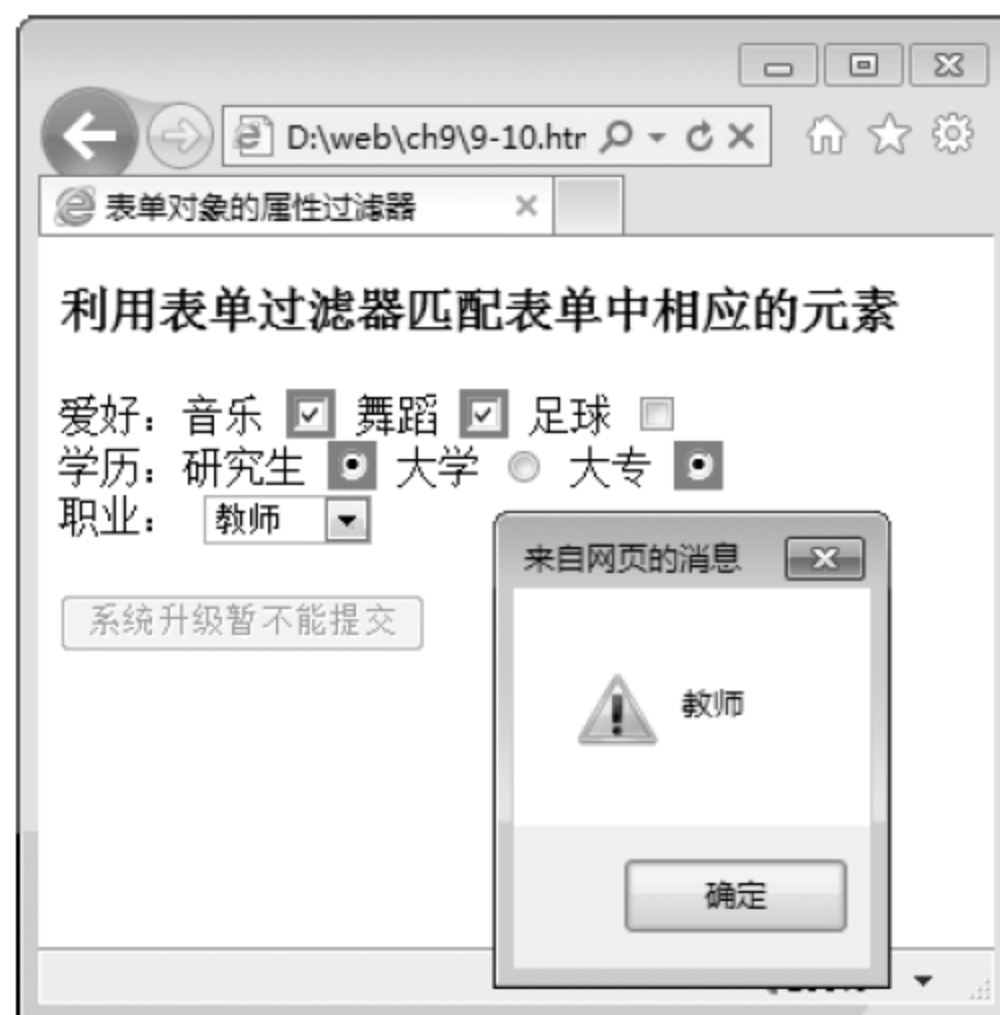 D:\web\ch9\9-10.htr
表单对象的属性过滤器
利用表单过滤器匹配表单中相应的元素
爱好：音乐 舞蹈 足球
学历：研究生 大学 大专
职业： 教师
来自网页的消息
系统升级暂不能提交
教师
确定